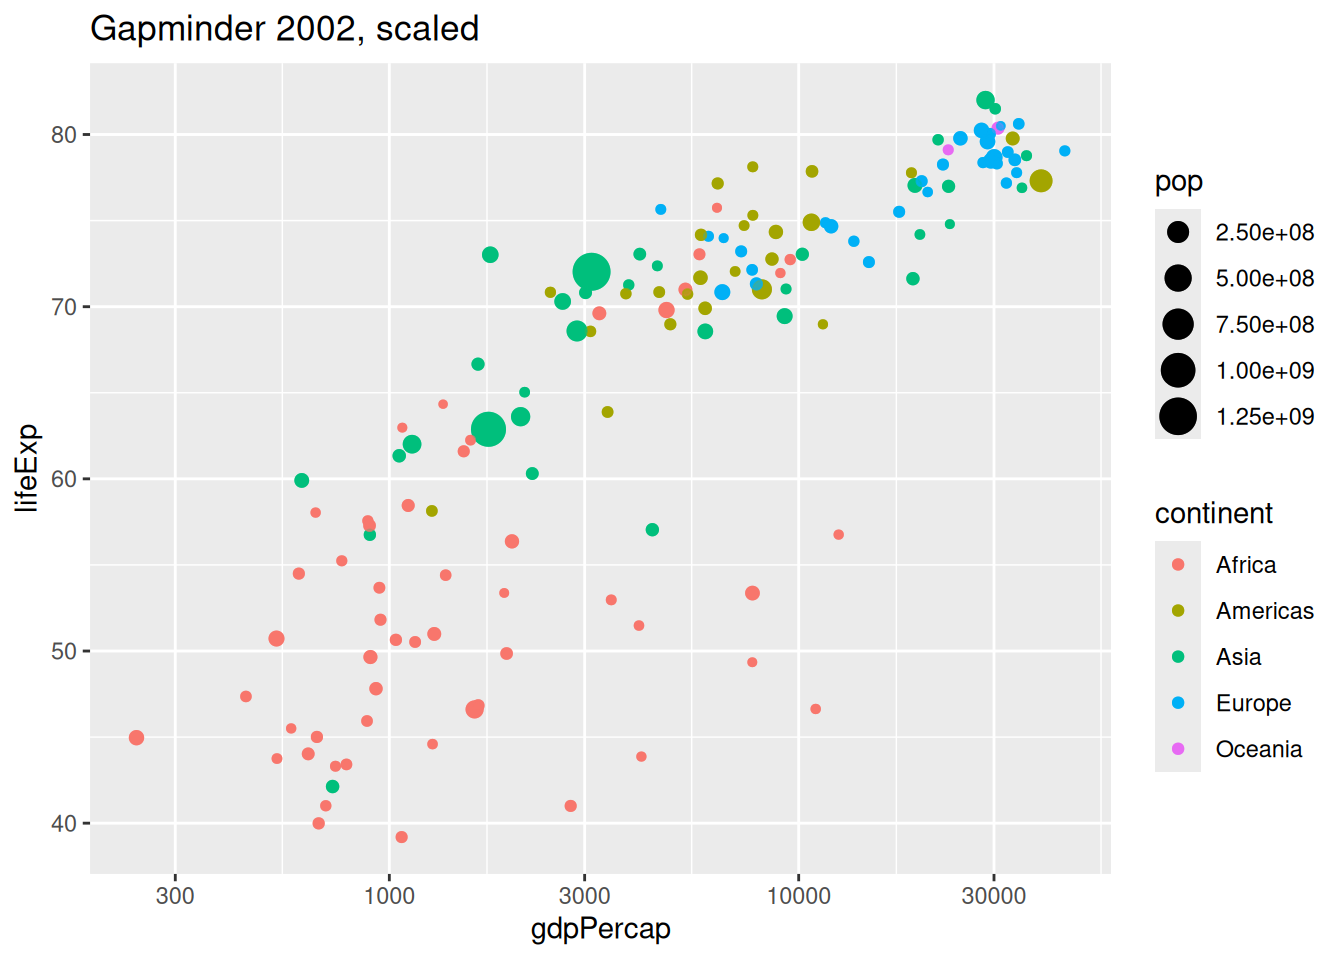 Gapminder 2002, scaled
80
70
60
50
40
lifeExp
300
1000
3000
10000
30000
gdpPercap
pop
2.50e+08
5.00e+08
7.50e+08
1.00e+09
1.25e+09
continent
Africa
Americas
Asia
Europe
Oceania